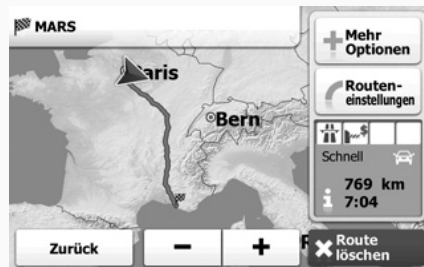 MARS
Mehr
Optionen
Paris
Routen-
einstellungen
Bern
$
Schnell
769 km
i 7:04
Zurück
−
+
Route
löschen